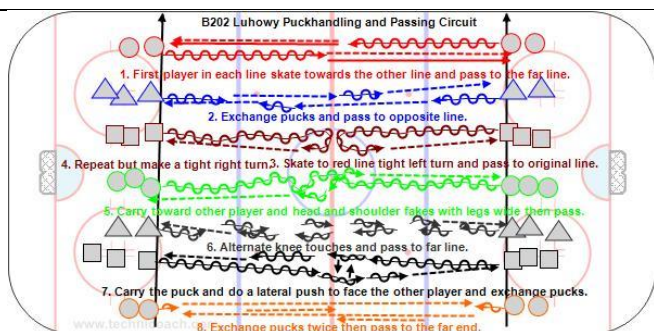 B202 Luhowy Puckhandling and Passing Circuit
1. First player in each line skate towards the other line and pass to the far line.
2. Exchange pucks and pass to opposite line.
4. Repeat but make a tight right turn.
3. Skate to red line tight left turn and pass to original line.
5. Carry toward other player and head and shoulder fakes with legs wide then pass.
6. Alternate knee touches and pass to far line.
7. Carry the puck and do a lateral push to face the other player and exchange pucks.
8. Exchange pucks twice then pass to the far end.